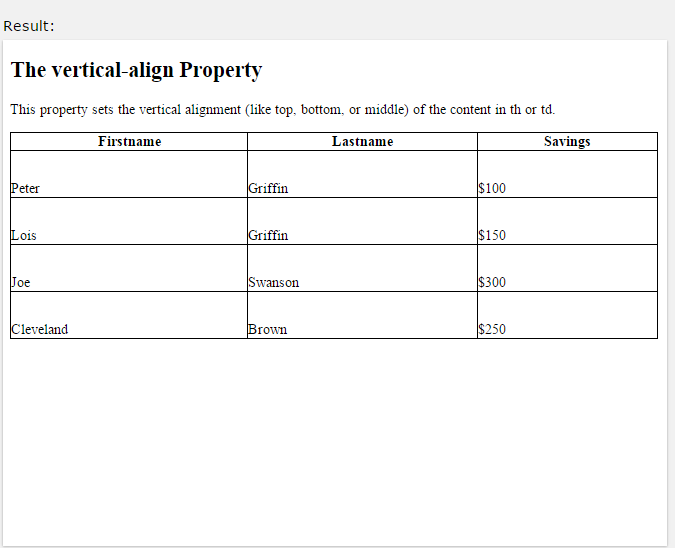 Result:
The vertical-align Property
This property sets the vertical alignment (like top, bottom, or middle) of the content in th or td.
Firstname Lastname Savings
Peter Griffin $100
Lois Griffin $150
Joe Swanson $300
Cleveland Brown $250